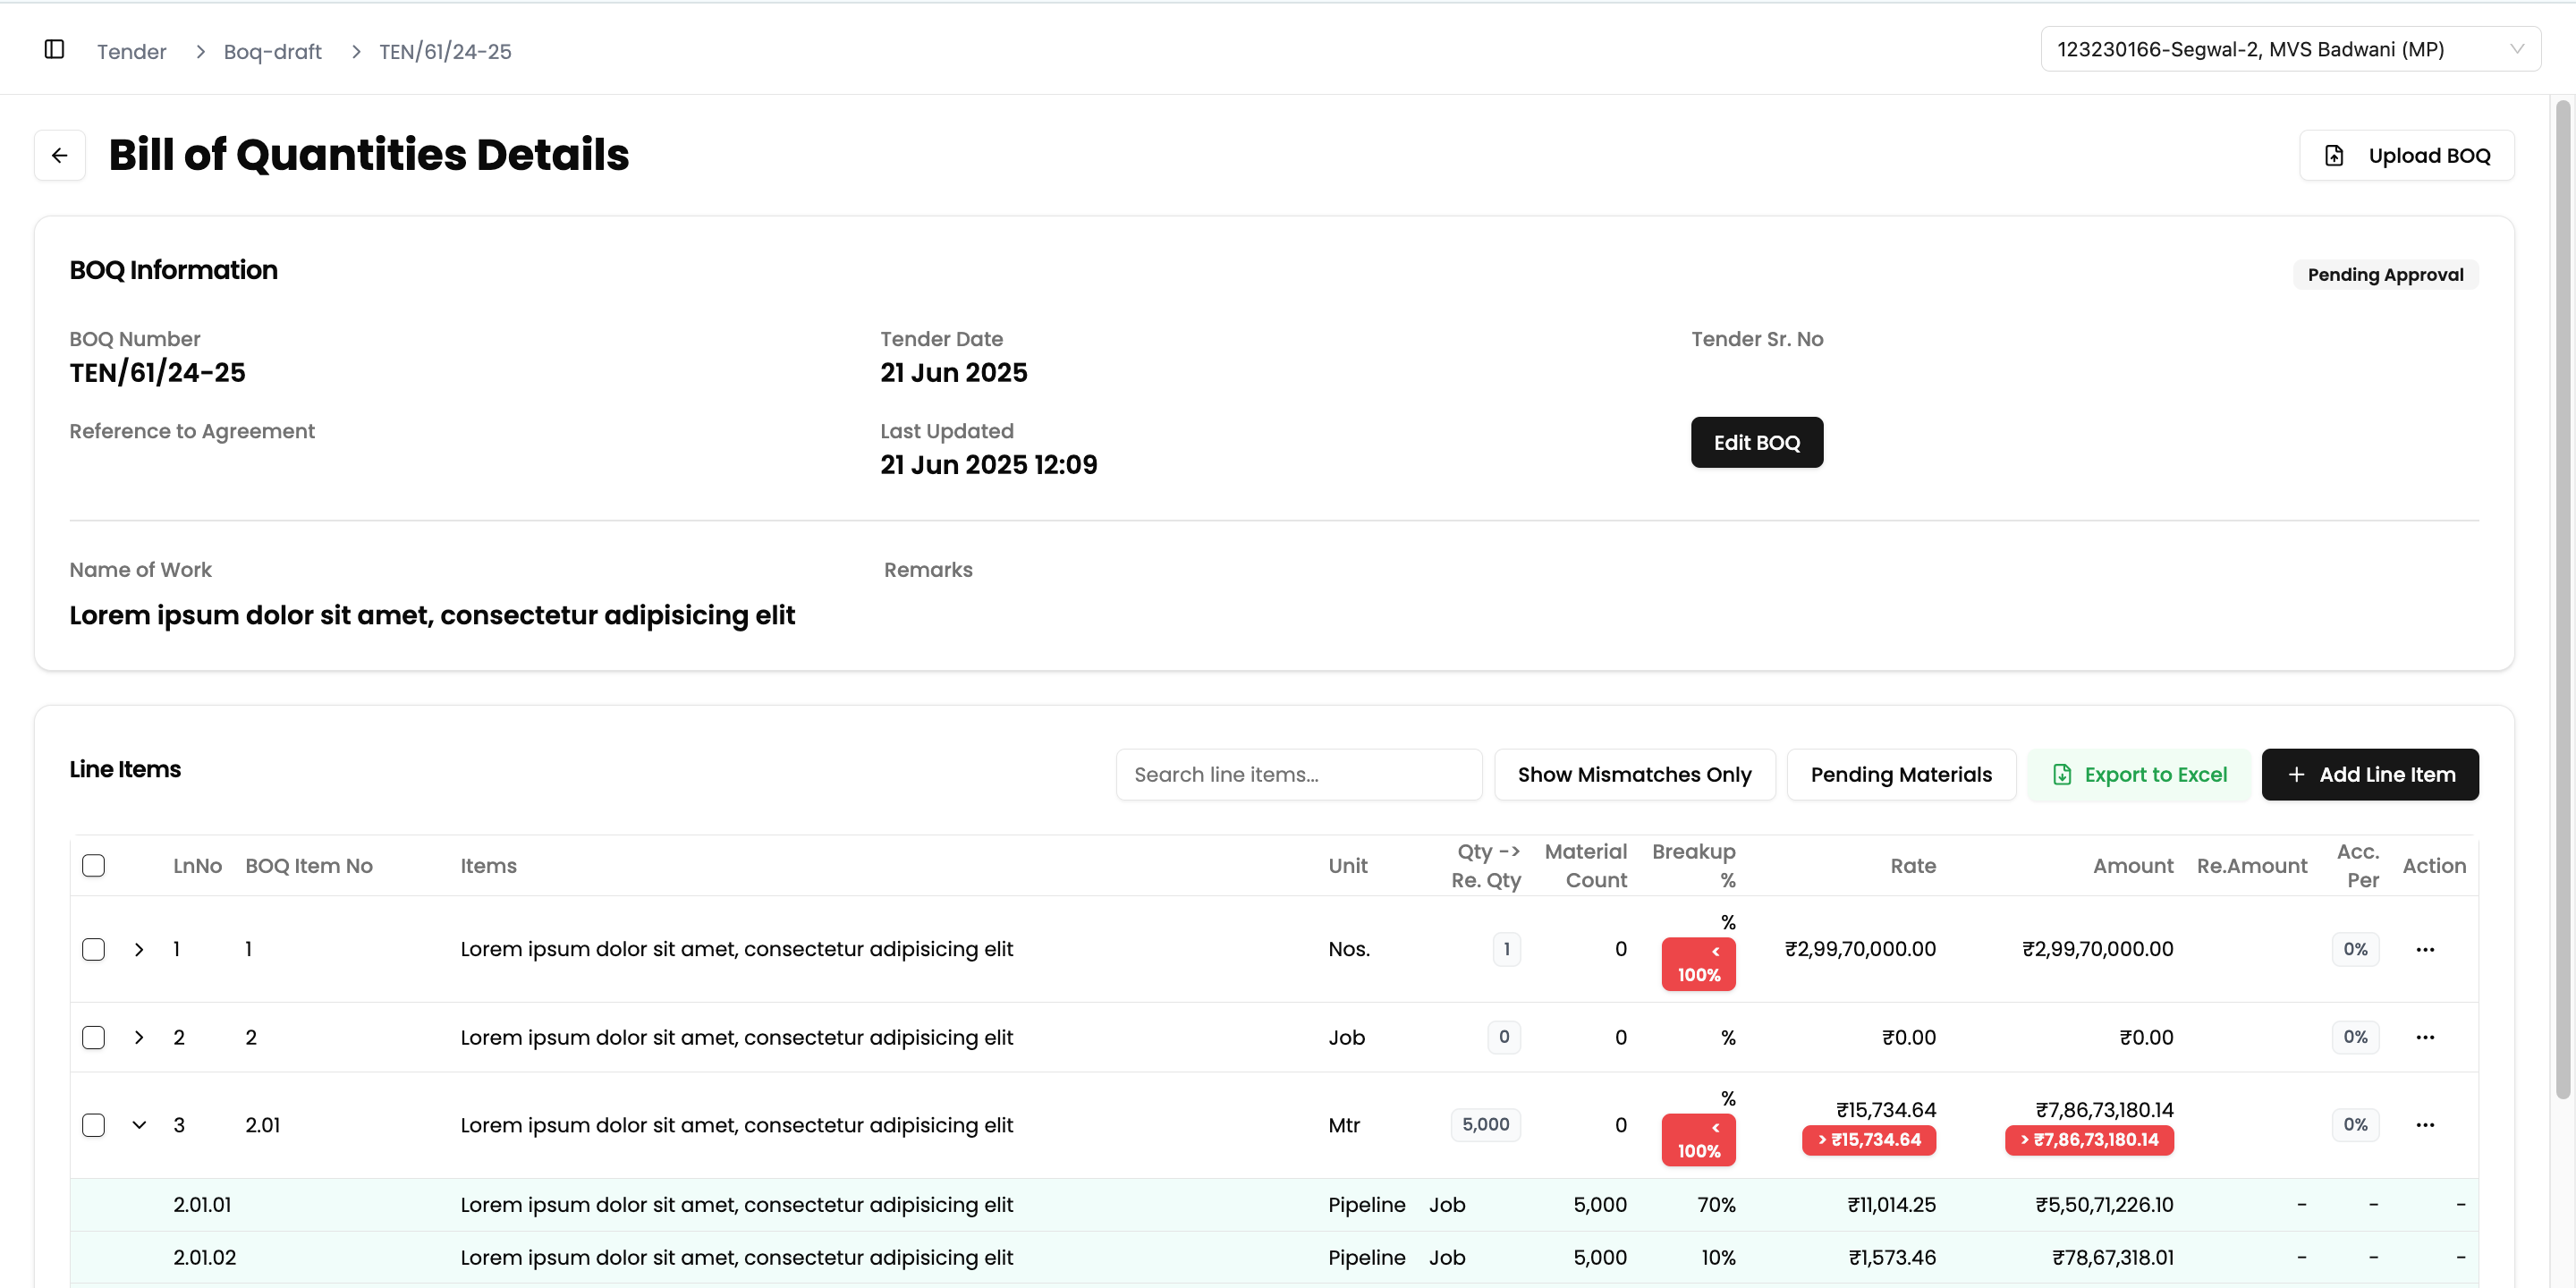 Tender > Boq-draft > TEN/61/24-25
123230166-Segwal-2, MVS Badwani (MP)
Bill of Quantities Details
Upload BOQ
BOQ Information
Pending Approval
BOQ Number
TEN/61/24-25
Tender Date
21 Jun 2025
Tender Sr. No
Reference to Agreement
Last Updated
21 Jun 2025 12:09
Edit BOQ
Name of Work
Lorem ipsum dolor sit amet, consectetur adipisicing elit
Remarks
Line Items
Search line items...
Show Mismatches Only
Pending Materials
Export to Excel
+ Add Line Item
LnNo BOQ Item No Items Unit Qty -> Re. Qty Material Count Breakup % Rate Amount Re.Amount Acc. Per Action
1 1 Lorem ipsum dolor sit amet, consectetur adipisicing elit Nos. 1 0 % < 100% ₹2,99,70,000.00 ₹2,99,70,000.00 0% ...
2 2 Lorem ipsum dolor sit amet, consectetur adipisicing elit Job 0 0 % ₹0.00 ₹0.00 0% ...
3 2.01 Lorem ipsum dolor sit amet, consectetur adipisicing elit Mtr 5,000 0 % < 100% ₹15,734.64 > ₹15,734.64 ₹7,86,73,180.14 > ₹7,86,73,180.14 0% ...
2.01.01 Lorem ipsum dolor sit amet, consectetur adipisicing elit Pipeline Job 5,000 70% ₹11,014.25 ₹5,50,71,226.10 - - -
2.01.02 Lorem ipsum dolor sit amet, consectetur adipisicing elit Pipeline Job 5,000 10% ₹1,573.46 ₹78,67,318.01 - - -